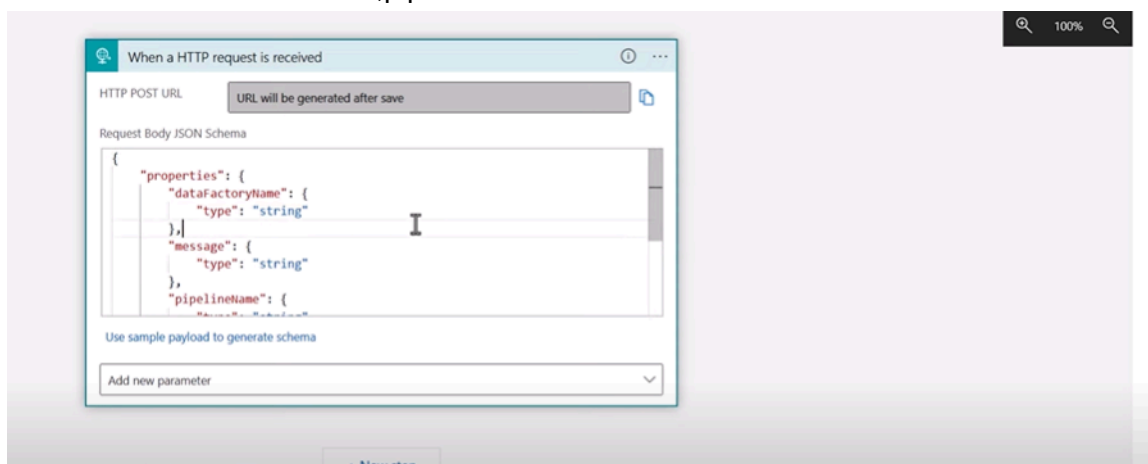 100%
When a HTTP request is received
HTTP POST URL
URL will be generated after save
Request Body JSON Schema
{
"properties": {
"dataFactoryName": {
"type": "string"
},
"message": {
"type": "string"
},
"pipelineName": {
Use sample payload to generate schema
Add new parameter